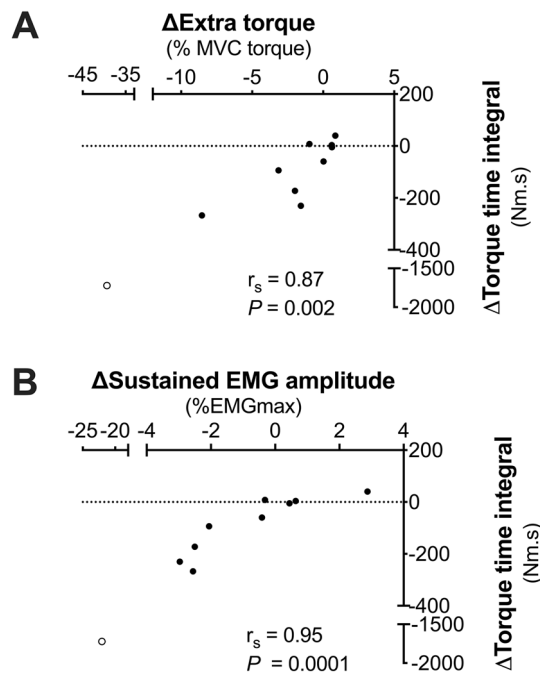 A
ΔExtra torque
(% MVC torque)
-45 -35 -10 -5 0 5
200
0
-200
-400
-1500
-2000
ΔTorque time integral
(Nm.s)
rs = 0.87
P = 0.002
B
ΔSustained EMG amplitude
(%EMGmax)
-25 -20 -4 -2 0 2 4
200
0
-200
-400
-1500
-2000
ΔTorque time integral
(Nm.s)
rs = 0.95
P = 0.0001